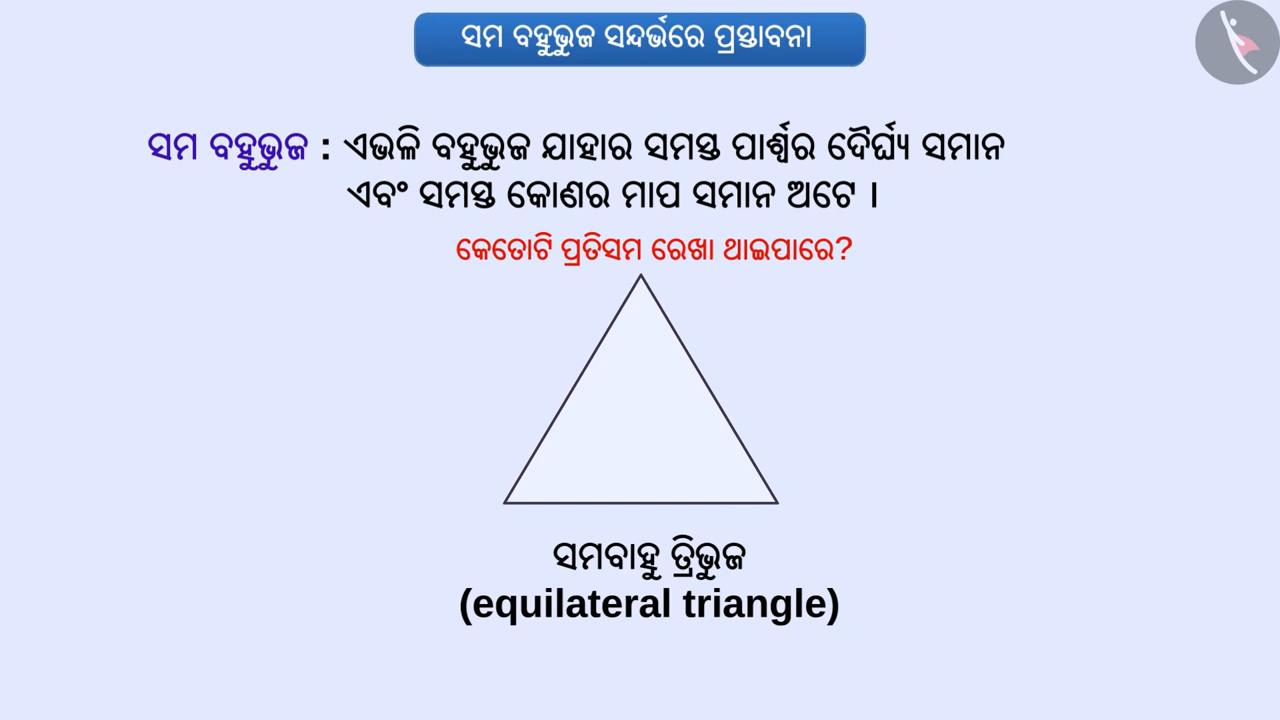 ସମ ବହୁଭୁଜ ସନ୍ଦର୍ଭରେ ପ୍ରସ୍ତାବନା
ସମ ବହୁଭୁଜ : ଏଭଳି ବହୁଭୁଜ ଯାହାର ସମସ୍ତ ପାର୍ଶ୍ୱର ଦୈର୍ଘ୍ୟ ସମାନ
ଏବଂ ସମସ୍ତ କୋଣର ମାପ ସମାନ ଅଟେ ।
କେତୋଟି ପ୍ରତିସମ ରେଖା ଥାଇପାରେ?
ସମବାହୁ ତ୍ରିଭୁଜ
(equilateral triangle)